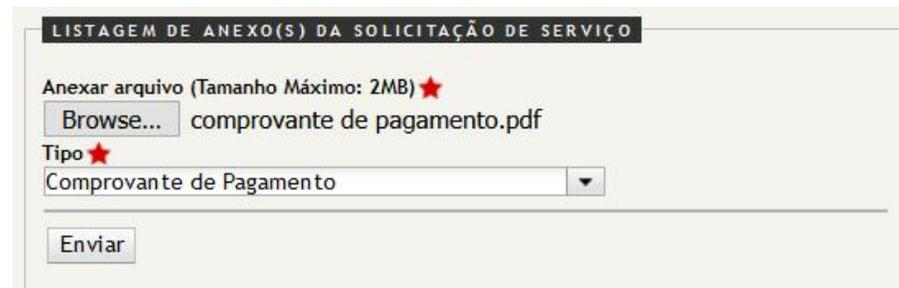 LISTAGEM DE ANEXO(S) DA SOLICITAÇÃO DE SERVIÇO
Anexar arquivo (Tamanho Máximo: 2MB)
Browse... comprovante de pagamento.pdf
Tipo
Comprovante de Pagamento
Enviar